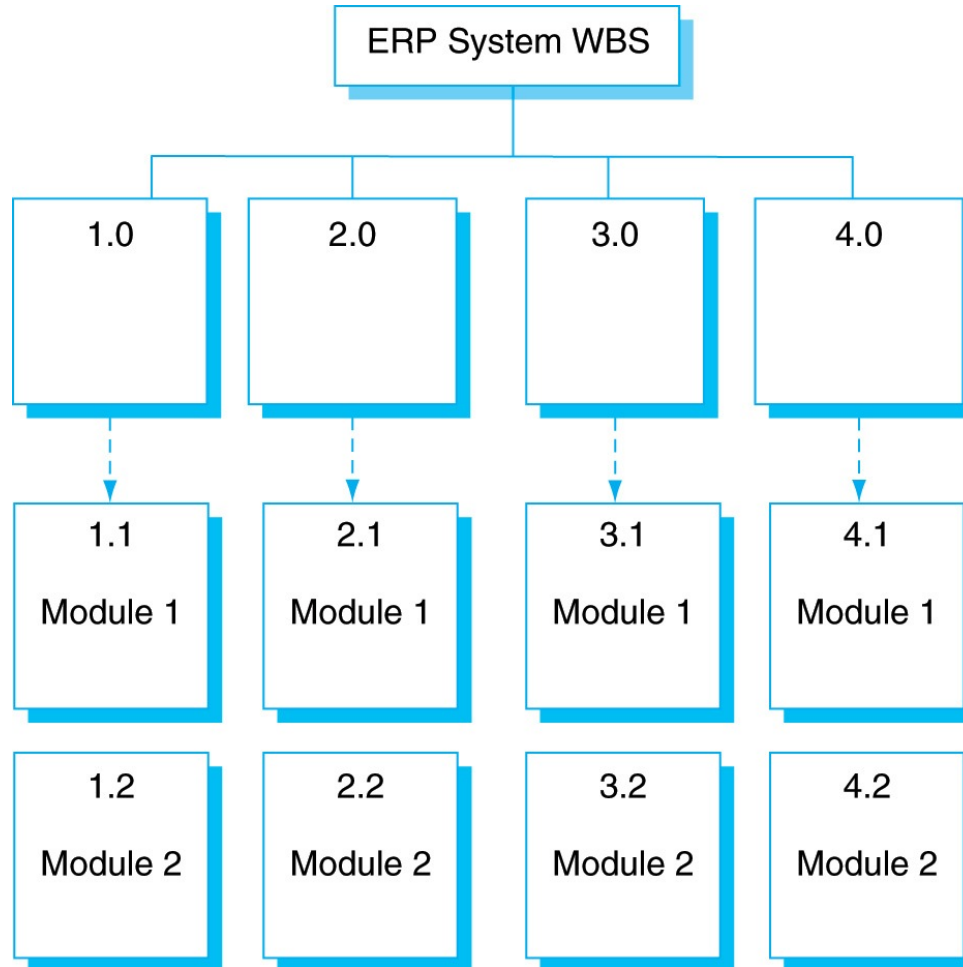 ERP System WBS
1.0
2.0
3.0
4.0
1.1
Module 1
2.1
Module 1
3.1
Module 1
4.1
Module 1
1.2
Module 2
2.2
Module 2
3.2
Module 2
4.2
Module 2